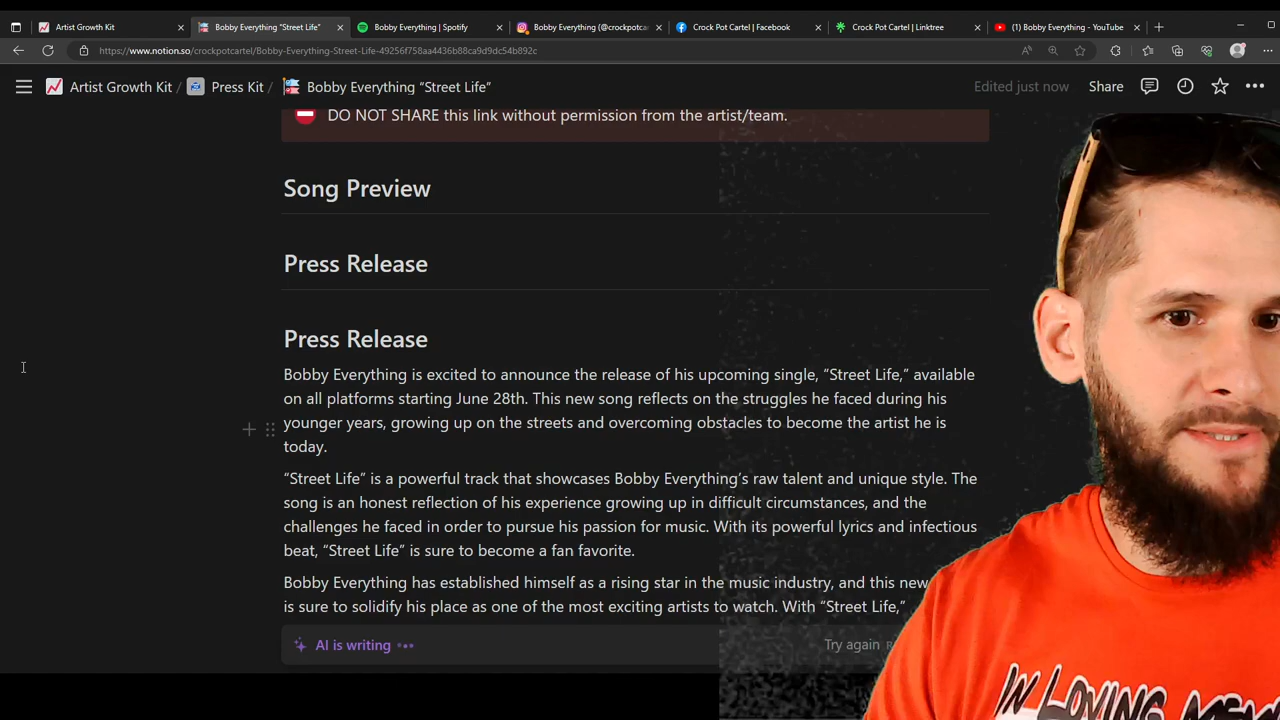 Artist Growth Kit
Bobby Everything "Street Life"
Bobby Everything | Spotify
Bobby Everything (@crockpotc
Crock Pot Cartel | Facebook
Crock Pot Cartel | Linktree
(1) Bobby Everything - YouTube
https://www.notion.so/crockpotcartel/Bobby-Everything-Street-Life-49256f758aa4436b88ca9d9dc54b892c
Artist Growth Kit / Press Kit / Bobby Everything “Street Life”
Edited just now
Share
DO NOT SHARE this link without permission from the artist/team.
Song Preview
Press Release
Press Release
Bobby Everything is excited to announce the release of his upcoming single, “Street Life,” available
on all platforms starting June 28th. This new song reflects on the struggles he faced during his
younger years, growing up on the streets and overcoming obstacles to become the artist he is
today.
“Street Life” is a powerful track that showcases Bobby Everything’s raw talent and unique style. The
song is an honest reflection of his experience growing up in difficult circumstances, and the
challenges he faced in order to pursue his passion for music. With its powerful lyrics and infectious
beat, “Street Life” is sure to become a fan favorite.
Bobby Everything has established himself as a rising star in the music industry, and this new
is sure to solidify his place as one of the most exciting artists to watch. With “Street Life,”
AI is writing
Try again
IN LOVING MEM